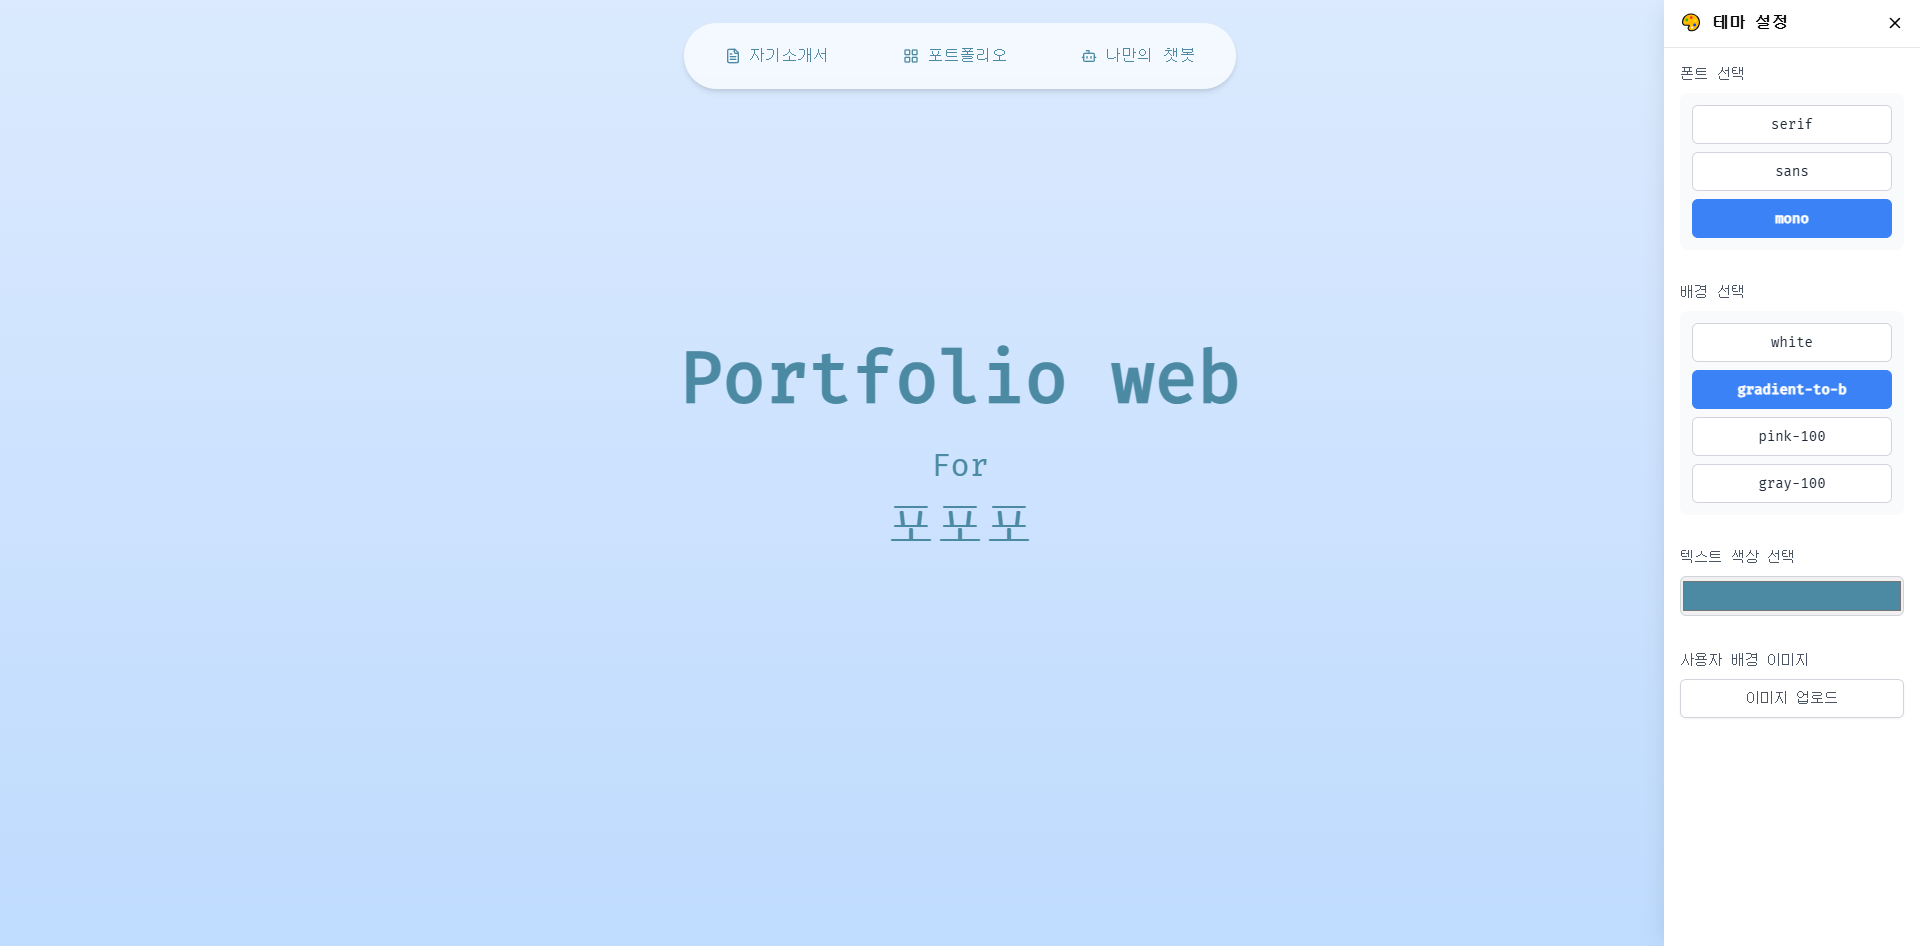 자기소개서 포트폴리오 나만의 챗봇
Portfolio web
For
포포포
테마 설정
폰트 선택
serif
sans
mono
배경 선택
white
gradient-to-b
pink-100
gray-100
텍스트 색상 선택
사용자 배경 이미지
이미지 업로드